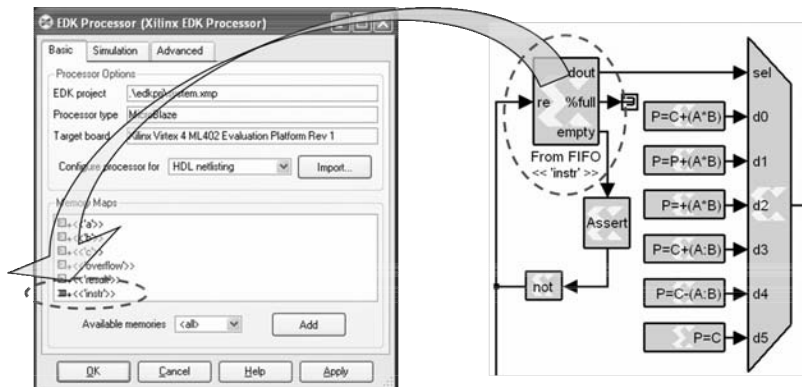 EDK Processor (Xilinx EDK Processor)
Basic Simulation Advanced
Processor Options
EDK project .\edkprj\system.xmp
Processor type MicroBlaze
Target board Xilinx Virtex 4 ML402 Evaluation Platform Rev 1
Configure processor for HDL netlisting Import...
Memory Maps
<<'a'>>
<<'b'>>
<<'c'>>
<<'overflow'>>
<<'result'>>
<<'instr'>>
Available memories <all> Add
OK Cancel Help Apply
dout
re %full
empty
From FIFO
<< 'instr' >>
Assert
not
P=C+(A*B)
P=P+(A*B)
P=+(A*B)
P=C+(A:B)
P=C-(A:B)
P=C
sel
d0
d1
d2
d3
d4
d5